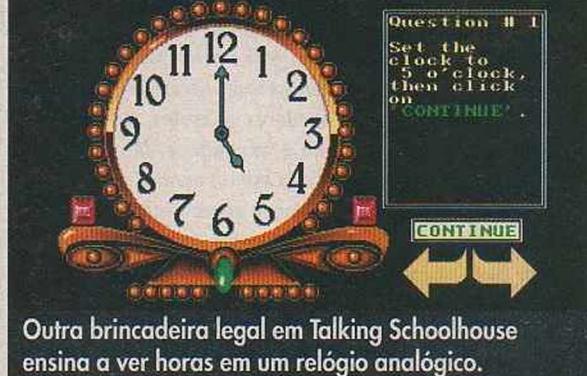 12
11
1
10
2
9
3
8
4
7
5
6
Question # 1
Set the
clock to
5 o'clock,
then click
on
'CONTINUE'.
CONTINUE
Outra brincadeira legal em Talking Schoolhouse
ensina a ver horas em um relógio analógico.